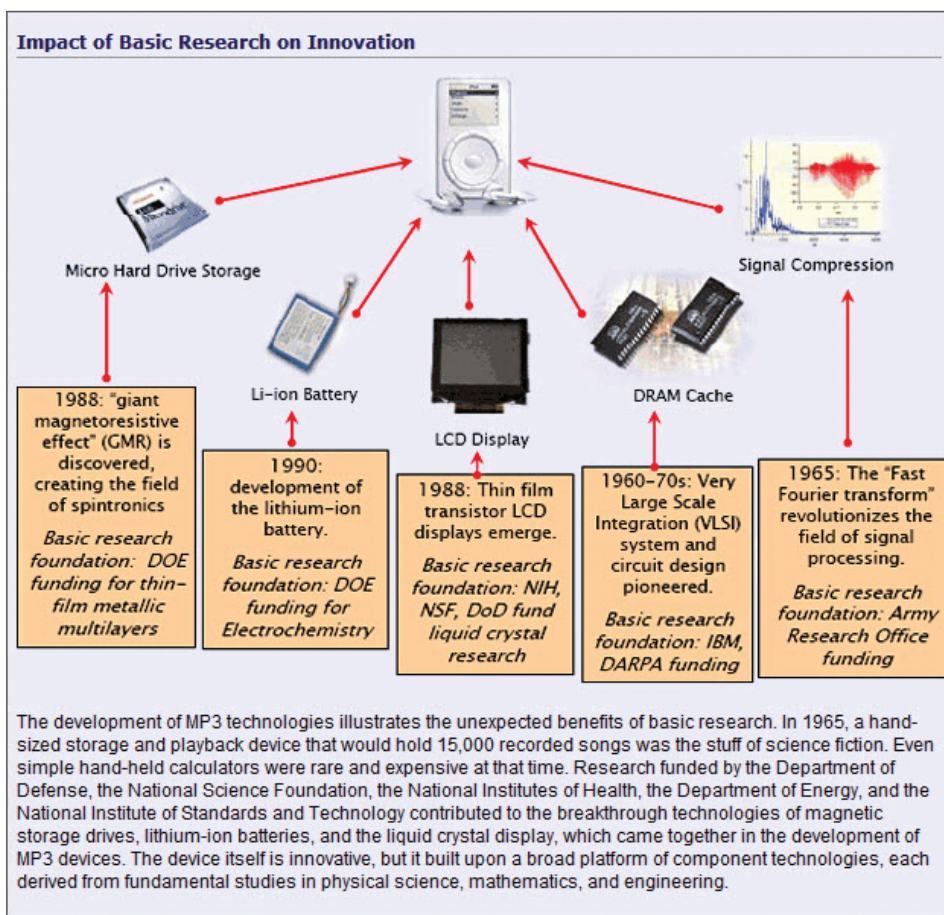 Impact of Basic Research on Innovation
Micro Hard Drive Storage
Li-ion Battery
LCD Display
DRAM Cache
Signal Compression
1988: "giant
magnetoresistive
effect" (GMR) is
discovered,
creating the field
of spintronics
Basic research
foundation: DOE
funding for thin-
film metallic
multilayers
1990:
development of
the lithium-ion
battery.
Basic research
foundation: DOE
funding for
Electrochemistry
1988: Thin film
transistor LCD
displays emerge.
Basic research
foundation: NIH,
NSF, DoD fund
liquid crystal
research
1960-70s: Very
Large Scale
Integration (VLSI)
system and
circuit design
pioneered.
Basic research
foundation: IBM,
DARPA funding
1965: The "Fast
Fourier transform"
revolutionizes the
field of signal
processing.
Basic research
foundation: Army
Research Office
funding
The development of MP3 technologies illustrates the unexpected benefits of basic research. In 1965, a hand-
sized storage and playback device that would hold 15,000 recorded songs was the stuff of science fiction. Even
simple hand-held calculators were rare and expensive at that time. Research funded by the Department of
Defense, the National Science Foundation, the National Institutes of Health, the Department of Energy, and the
National Institute of Standards and Technology contributed to the breakthrough technologies of magnetic
storage drives, lithium-ion batteries, and the liquid crystal display, which came together in the development of
MP3 devices. The device itself is innovative, but it built upon a broad platform of component technologies, each
derived from fundamental studies in physical science, mathematics, and engineering.